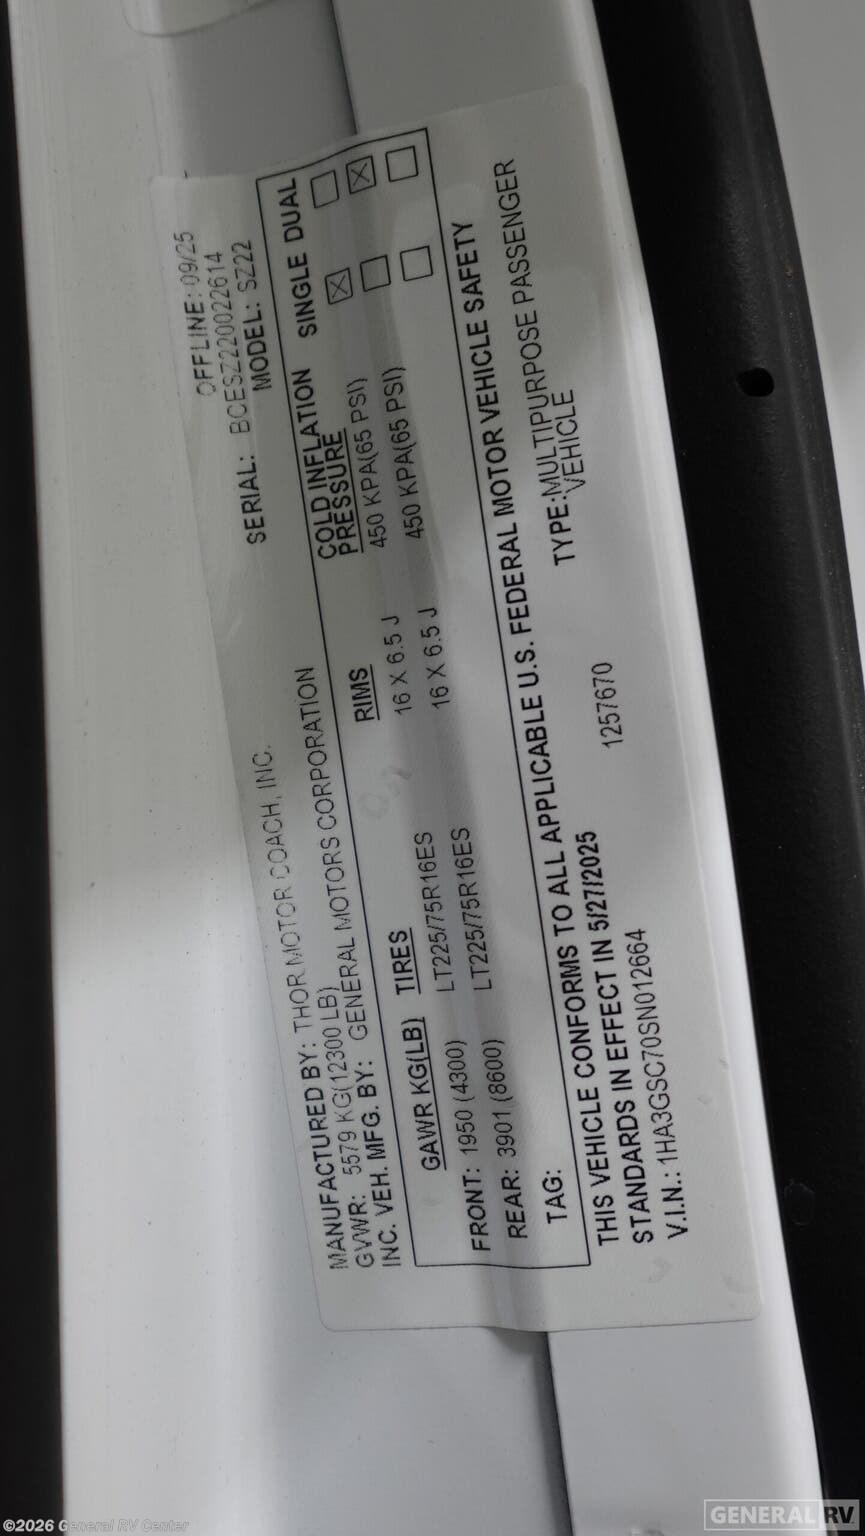 OFFLINE: 09/25
SERIAL: BCESZ220022614
MODEL: SZ22
MANUFACTURED BY: THOR MOTOR COACH, INC.
GVWR: 5579 KG(12300 LB)
INC. VEH. MFG. BY: GENERAL MOTORS CORPORATION
GAWR KG(LB) TIRES RIMS COLD INFLATION PRESSURE SINGLE DUAL
FRONT: 1950 (4300) LT225/75R16ES 16 X 6.5 J 450 KPA(65 PSI)
REAR: 3901 (8600) LT225/75R16ES 16 X 6.5 J 450 KPA(65 PSI)
TAG:
THIS VEHICLE CONFORMS TO ALL APPLICABLE U.S. FEDERAL MOTOR VEHICLE SAFETY
STANDARDS IN EFFECT IN 5/27/2025
V.I.N.: 1HA3GSC70SN012664 1257670 TYPE:MULTIPURPOSE PASSENGER
VEHICLE
©2026 General RV Center
GENERAL RV